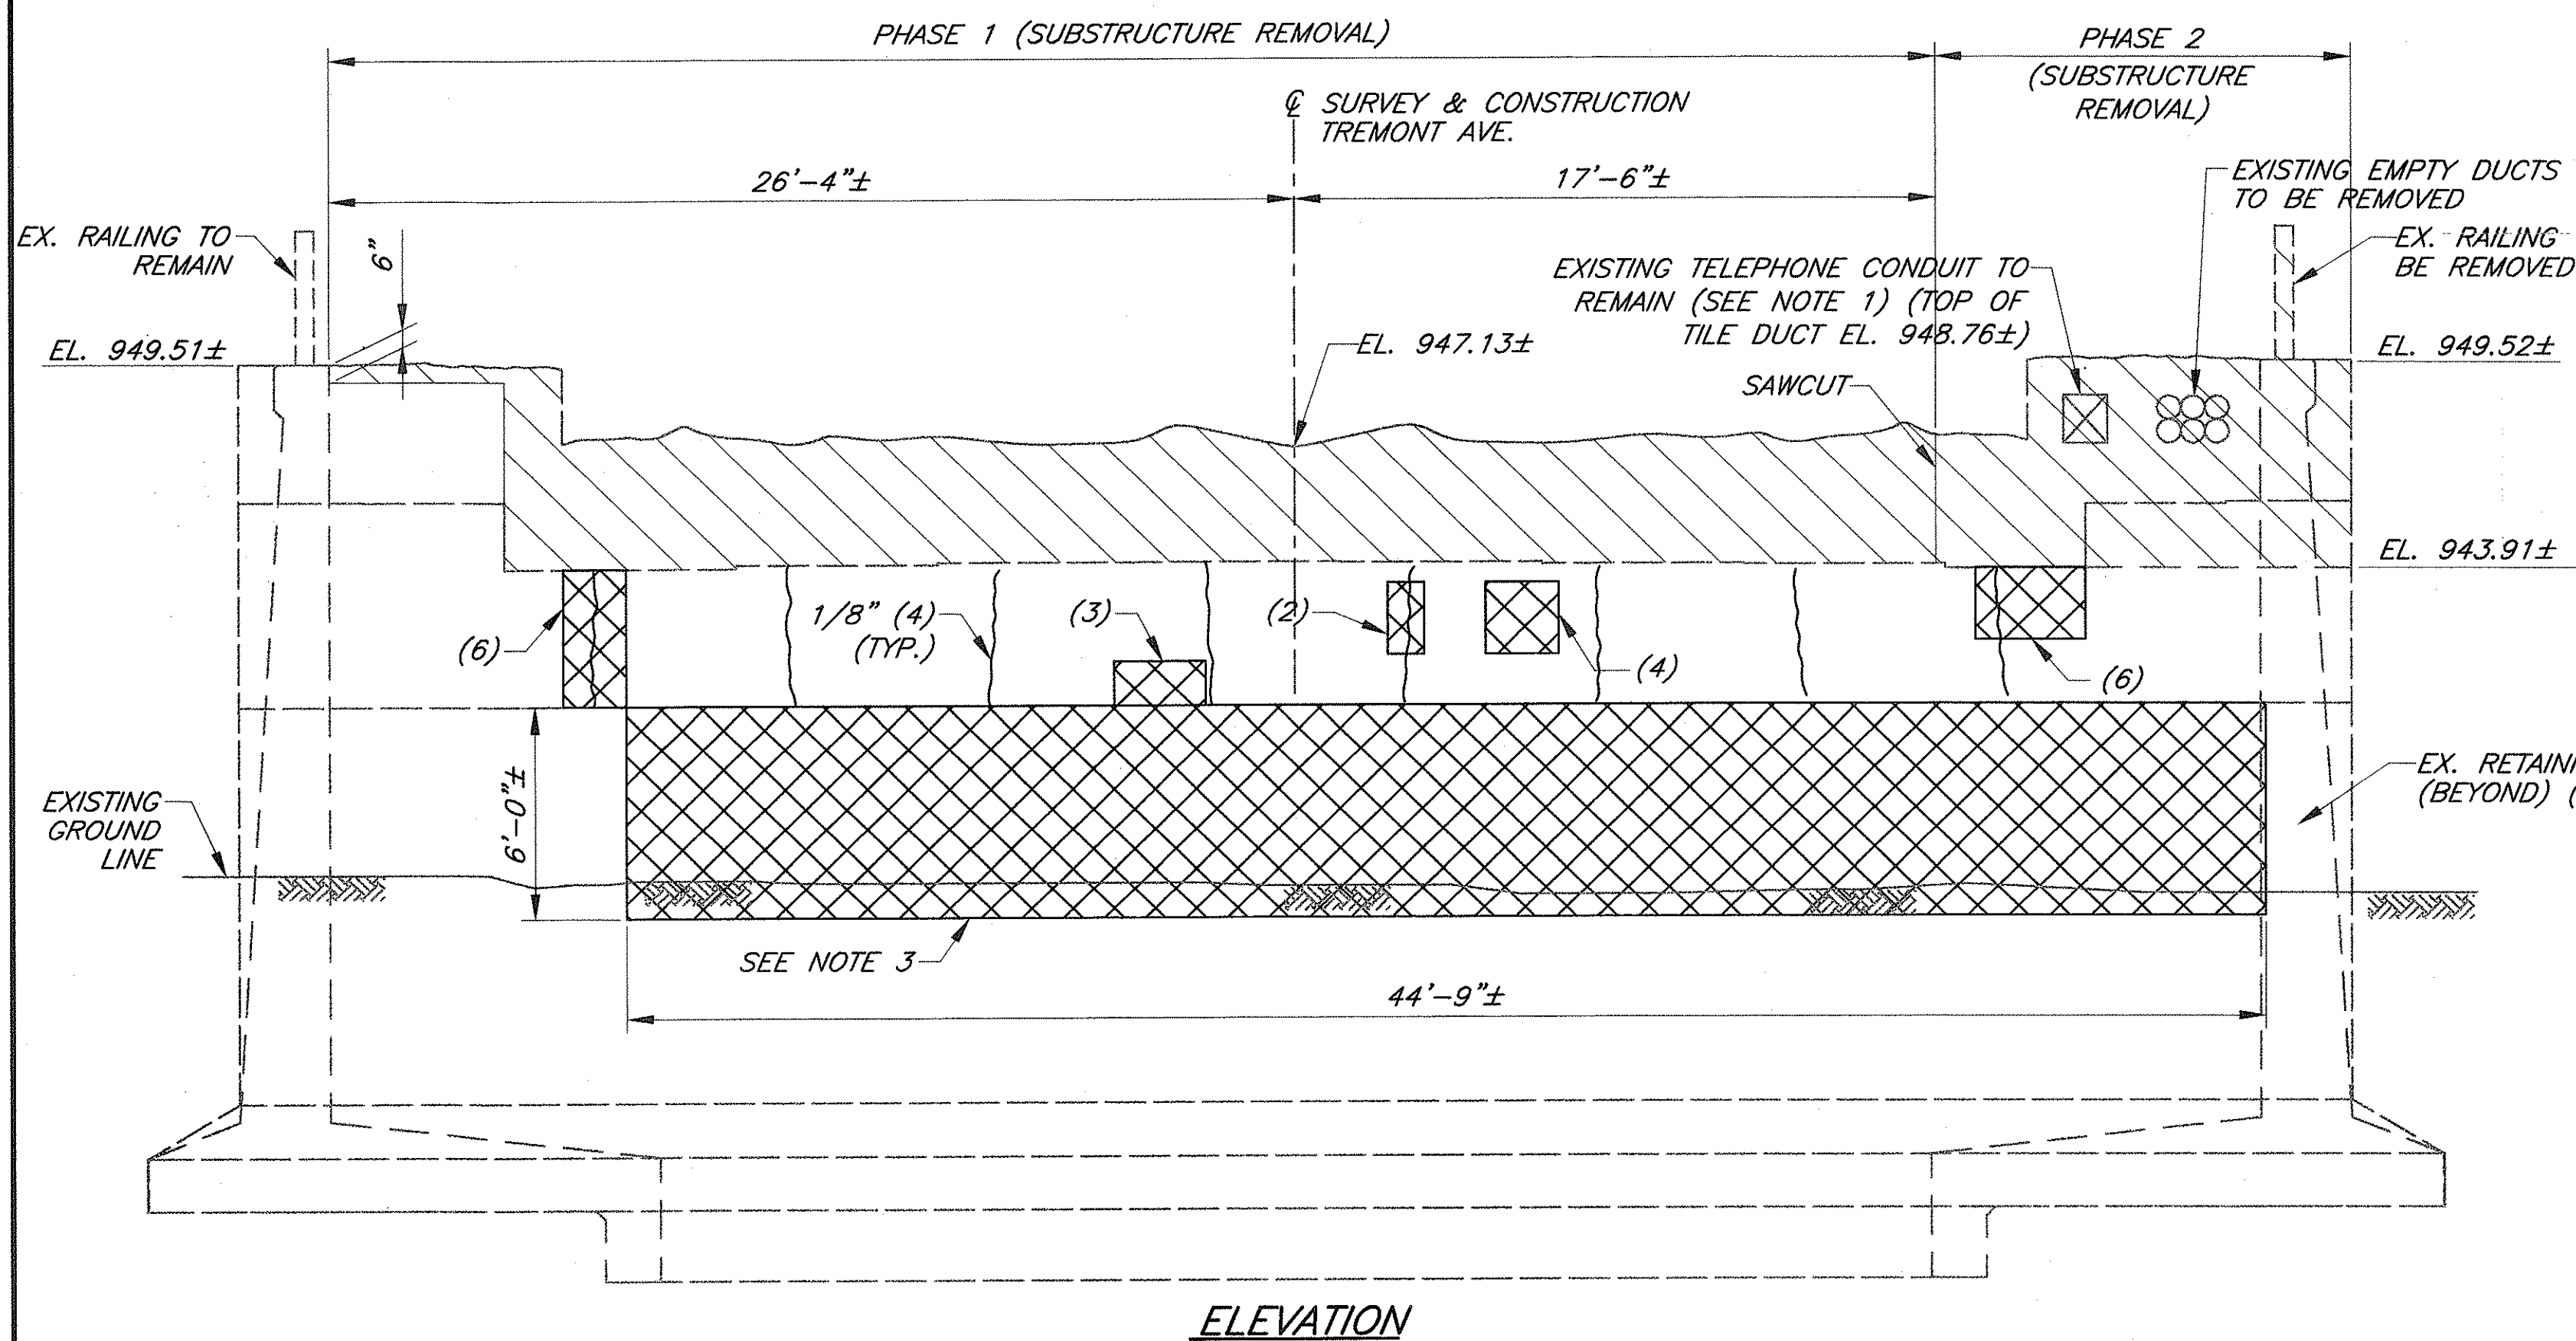 PHASE 1 (SUBSTRUCTURE REMOVAL)
PHASE 2
(SUBSTRUCTURE
REMOVAL)
℄ SURVEY & CONSTRUCTION
TREMONT AVE.
26'-4"±
17'-6"±
EXISTING EMPTY DUCTS
TO BE REMOVED
EX. RAILING TO
REMAIN
6"
EX. RAILING
BE REMOVED
EXISTING TELEPHONE CONDUIT TO
REMAIN (SEE NOTE 1) (TOP OF
TILE DUCT EL. 948.76±)
EL. 949.51±
EL. 947.13±
EL. 949.52±
SAWCUT
EL. 943.91±
(6)
1/8" (4)
(TYP.)
(3)
(2)
(4)
(6)
EXISTING
GROUND
LINE
6'-0"±
EX. RETAIN
(BEYOND) (
SEE NOTE 3
44'-9"±
ELEVATION